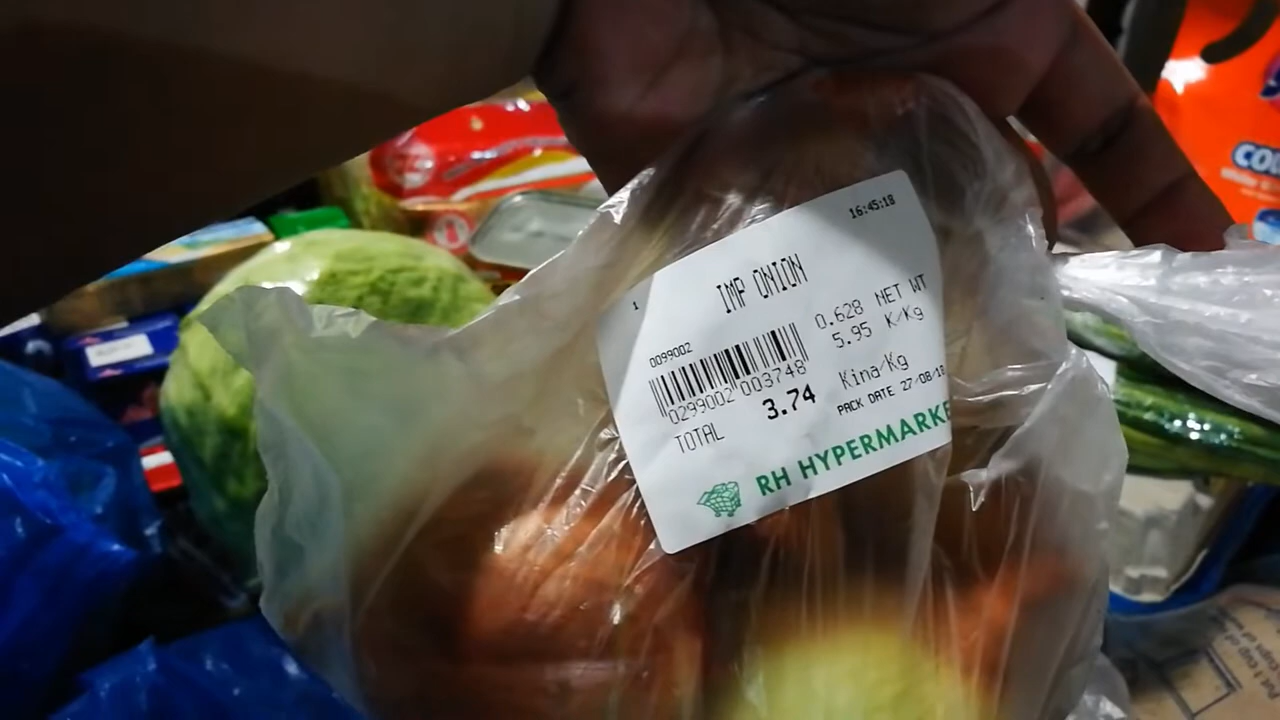 16:45:18
1
IMP ONION
0.628 NET WT
5.95 K/Kg
0099002
0299002 003748
Kina/Kg
TOTAL 3.74
PACK DATE 27/08/18
RH HYPERMARKE